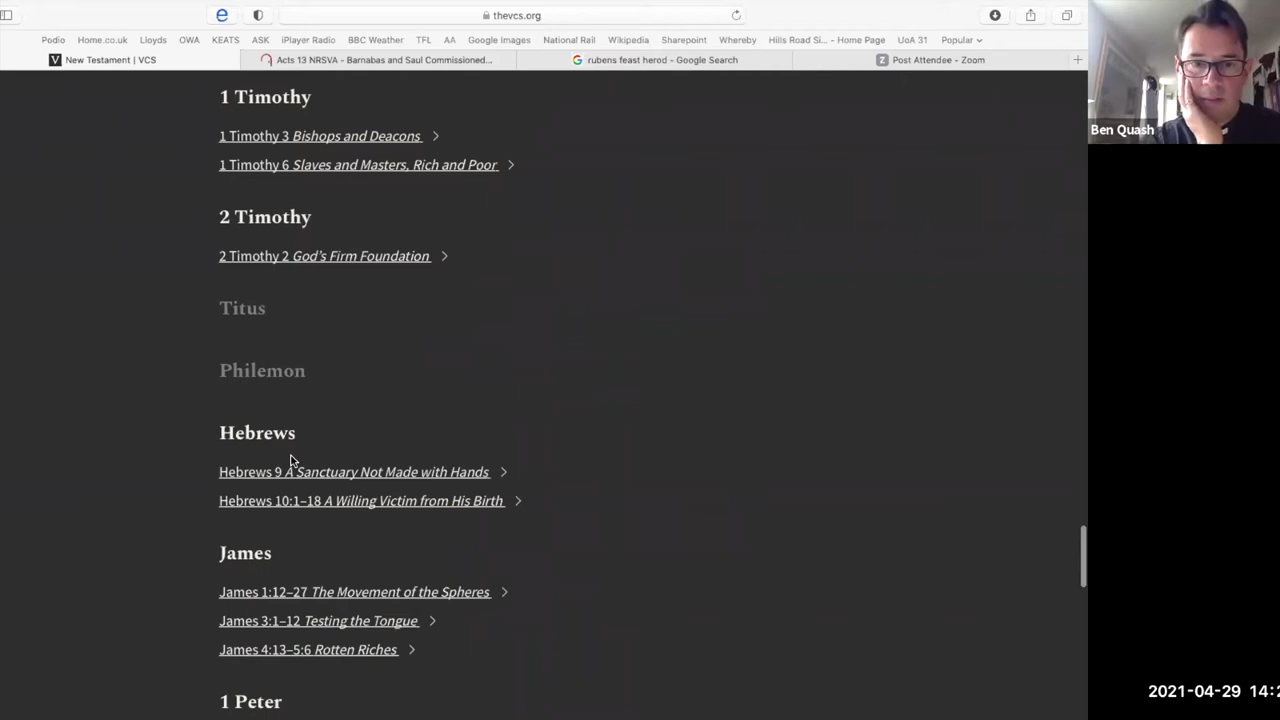 thevcs.org
Podio Home.co.uk Lloyds OWA KEATS ASK iPlayer Radio BBC Weather TFL AA Google Images National Rail Wikipedia Sharepoint Whereby Hills Road Si... - Home Page UoA 31 Popular
V New Testament | VCS
Acts 13 NRSVA - Barnabas and Saul Commissioned...
G rubens feast herod - Google Search
Z Post Attendee - Zoom
Ben Quash
1 Timothy
1 Timothy 3 Bishops and Deacons
1 Timothy 6 Slaves and Masters, Rich and Poor
2 Timothy
2 Timothy 2 God's Firm Foundation
Titus
Philemon
Hebrews
Hebrews 9 A Sanctuary Not Made with Hands
Hebrews 10:1–18 A Willing Victim from His Birth
James
James 1:12–27 The Movement of the Spheres
James 3:1–12 Testing the Tongue
James 4:13–5:6 Rotten Riches
1 Peter
2021-04-29 14:2